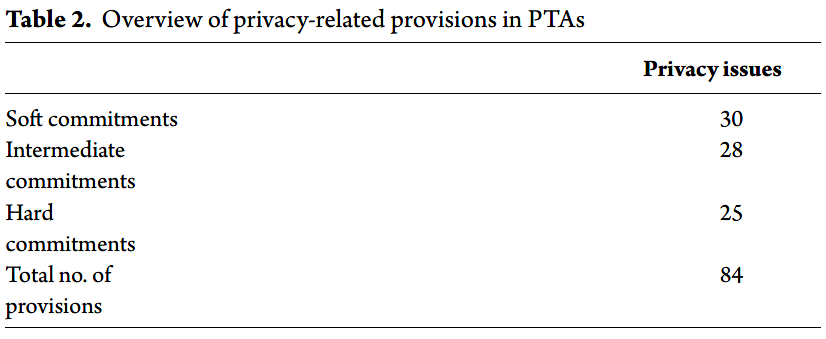 Table 2. Overview of privacy-related provisions in PTAs
Privacy issues
Soft commitments 30
Intermediate 28
commitments
Hard 25
commitments
Total no. of 84
provisions